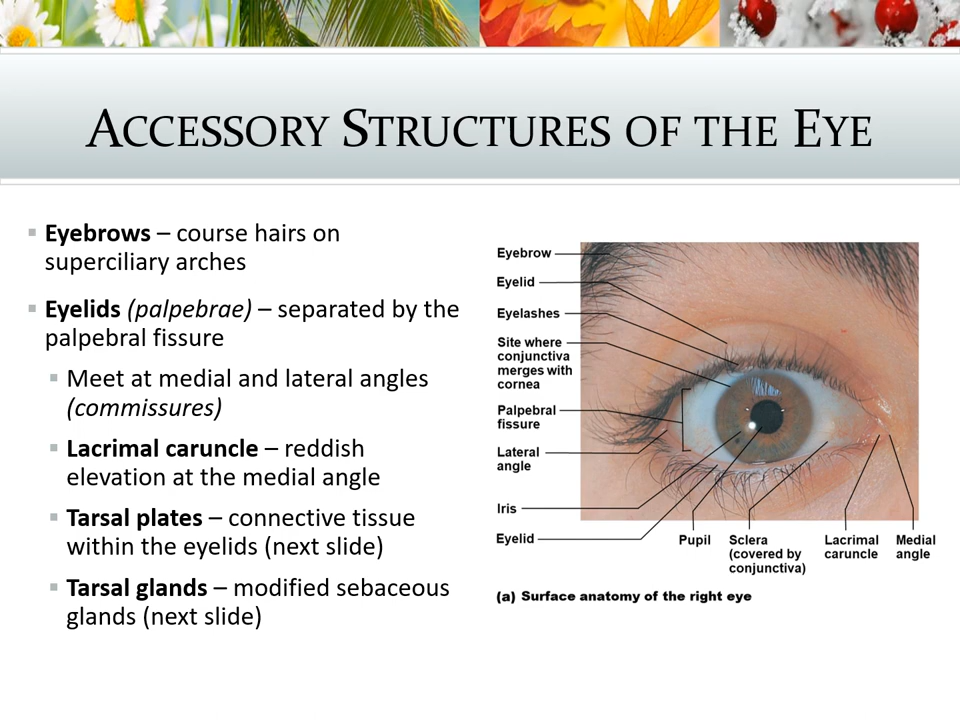 Accessory Structures of the Eye
▪ Eyebrows – course hairs on
superciliary arches
▪ Eyelids (palpebrae) – separated by the
palpebral fissure
▪ Meet at medial and lateral angles
(commissures)
▪ Lacrimal caruncle – reddish
elevation at the medial angle
▪ Tarsal plates – connective tissue
within the eyelids (next slide)
▪ Tarsal glands – modified sebaceous
glands (next slide)
Eyebrow
Eyelid
Eyelashes
Site where
conjunctiva
merges with
cornea
Palpebral
fissure
Lateral
angle
Iris
Eyelid
Pupil
Sclera
(covered by
conjunctiva)
Lacrimal
caruncle
Medial
angle
(a) Surface anatomy of the right eye